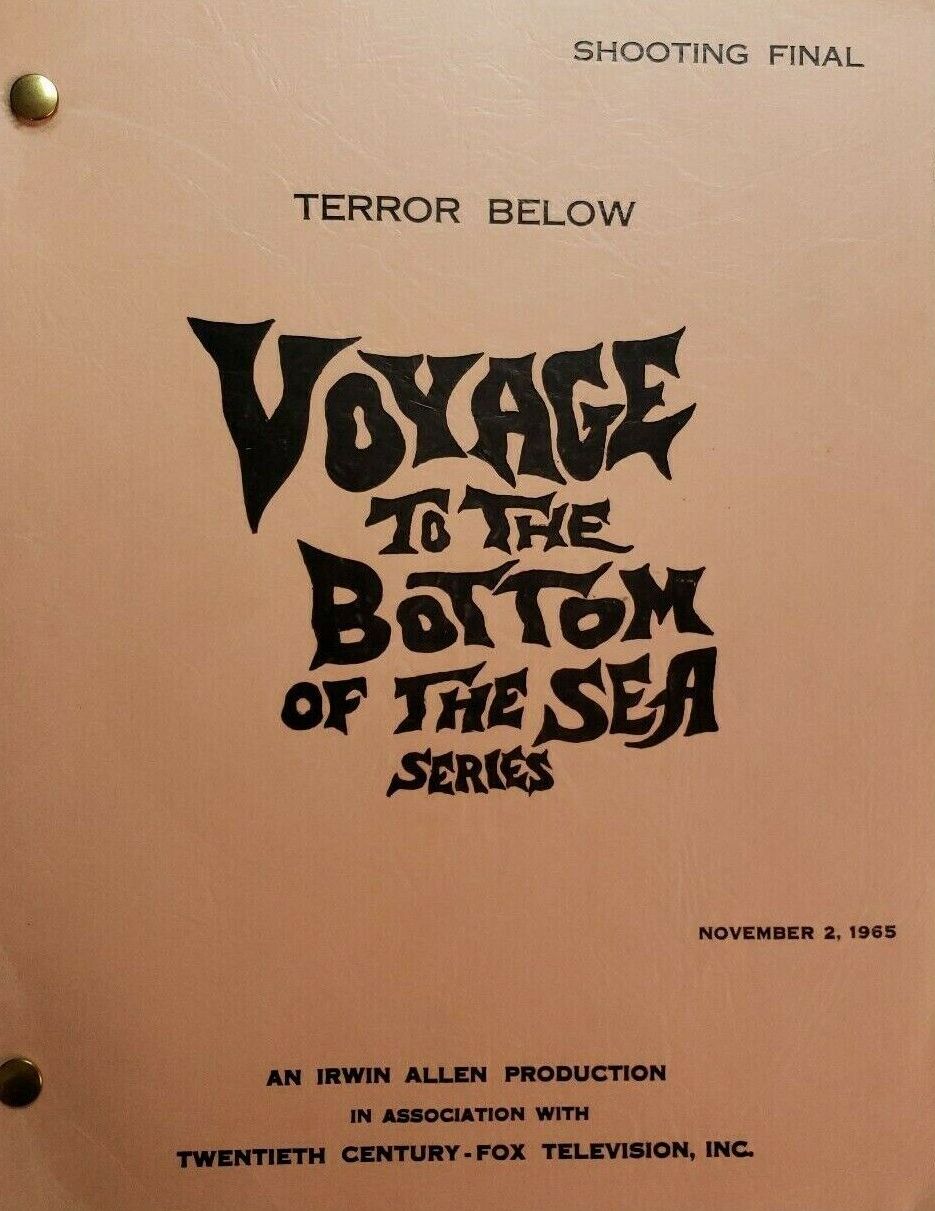 SHOOTING FINAL
TERROR BELOW
VOYAGE
TO THE
BOTTOM
OF THE SEA
SERIES
NOVEMBER 2, 1965
AN IRWIN ALLEN PRODUCTION
IN ASSOCIATION WITH
TWENTIETH CENTURY-FOX TELEVISION, INC.